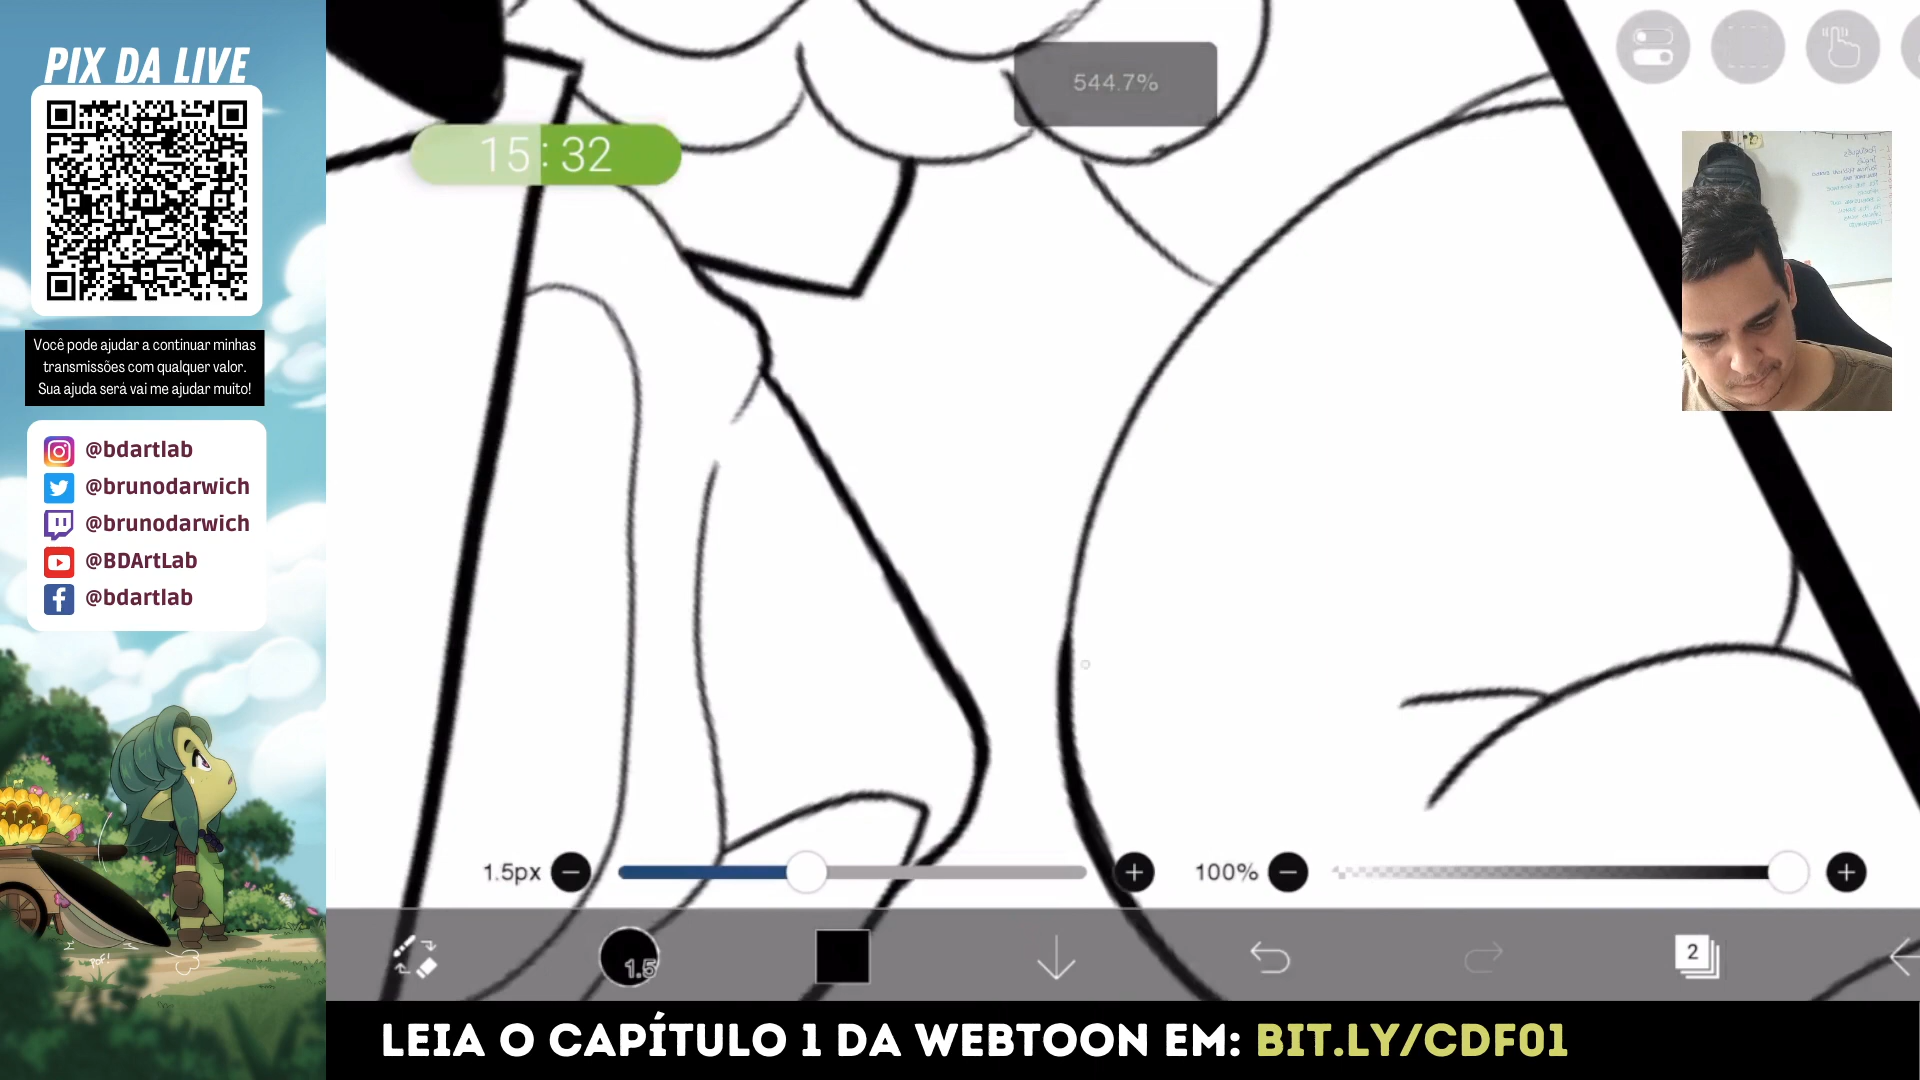 PIX DA LIVE
Você pode ajudar a continuar minhas
transmissões com qualquer valor.
Sua ajuda será vai me ajudar muito!
@bdartlab
@brunodarwich
@brunodarwich
@BDArtLab
@bdartlab
POF!
15:32
544.7%
1.5px
100%
1.5
2
LEIA O CAPÍTULO 1 DA WEBTOON EM: BIT.LY/CDF01